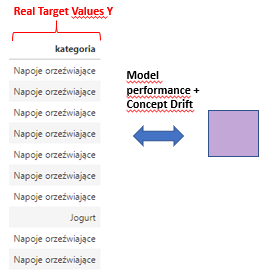 Real Target Values Y
kategoria
Napoje orzeźwiające
Napoje orzeźwiające
Napoje orzeźwiające
Napoje orzeźwiające
Napoje orzeźwiające
Napoje orzeźwiające
Napoje orzeźwiające
Jogurt
Napoje orzeźwiające
Napoje orzeźwiające
Model
performance +
Concept Drift